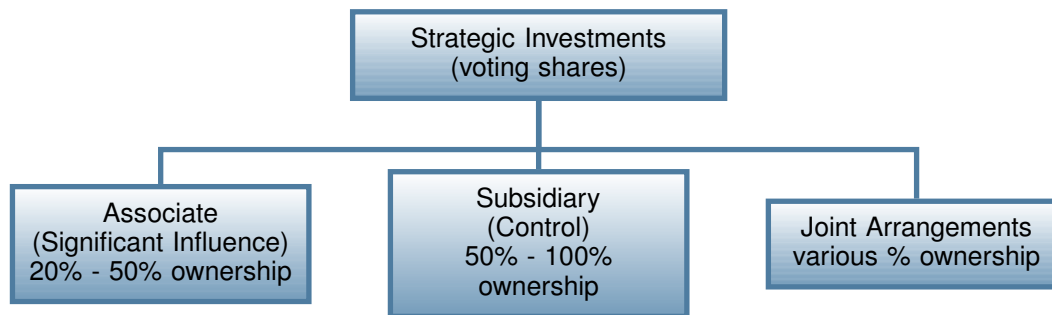 Strategic Investments
(voting shares)
Associate
(Significant Influence)
20% - 50% ownership
Subsidiary
(Control)
50% - 100%
ownership
Joint Arrangements
various % ownership